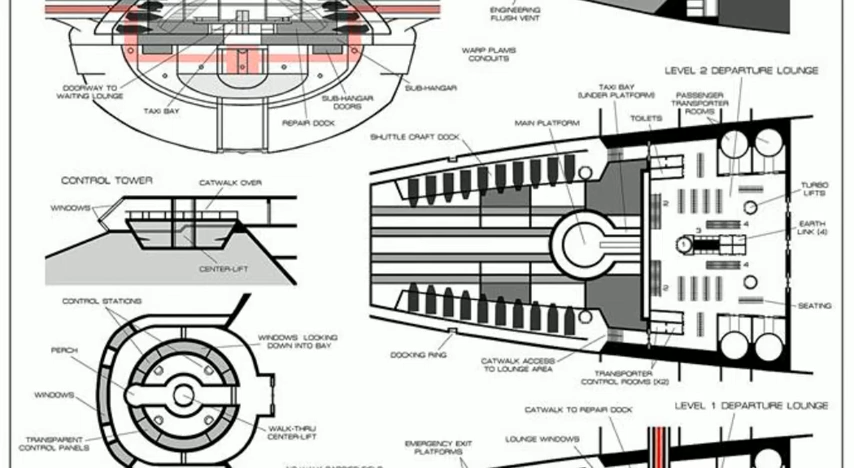 ENGINEERING
FLUSH VENT
WARP PLAMS
CONDUITS
DOORWAY TO
WAITING LOUNGE
TAXI BAY
SUB-HANGAR
SUB-HANGAR
DOORS
REPAIR DOCK
LEVEL 2 DEPARTURE LOUNGE
TAXI BAY
(UNDER PLATFORM)
PASSENGER
TRANSPORTER
ROOMS
MAIN PLATFORM
TOILETS
SHUTTLE CRAFT DOCK
TURBO
LIFTS
2
3
4
1
EARTH
LINK (4)
4
2
SEATING
DOCKING RING
CATWALK ACCESS
TO LOUNGE AREA
TRANSPORTER
CONTROL ROOMS (X2)
CONTROL TOWER
CATWALK OVER
WINDOWS
CENTER-LIFT
CONTROL STATIONS
WINDOWS LOOKING
DOWN INTO BAY
PERCH
WINDOWS
TRANSPARENT
CONTROL PANELS
WALK-THRU
CENTER-LIFT
CATWALK TO REPAIR DOCK
LEVEL 1 DEPARTURE LOUNGE
EMERGENCY EXIT
PLATFORMS
LOUNGE WINDOWS